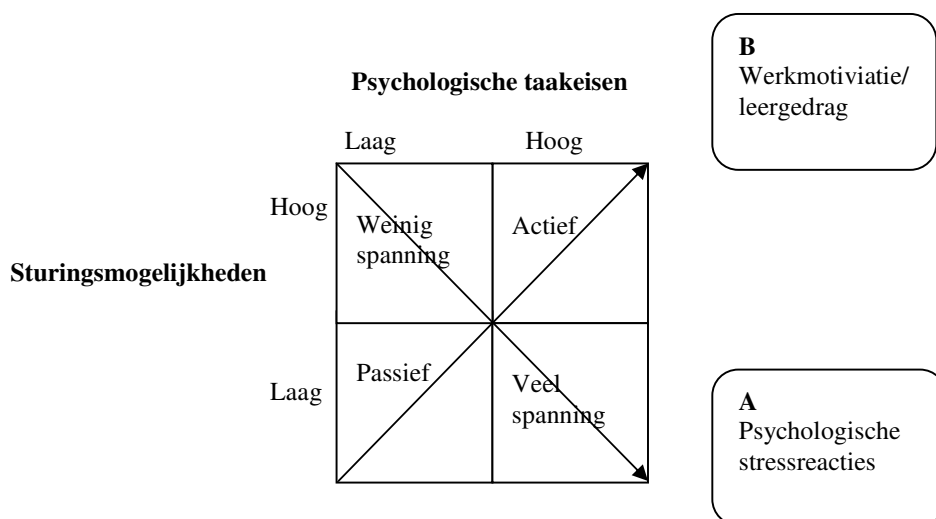 B
Werkmotiviatie/
leergedrag
Psychologische taakeisen
Laag Hoog
Hoog
Weinig
spanning
Actief
Sturingsmogelijkheden
Laag
Passief
Veel
spanning
A
Psychologische
stressreacties